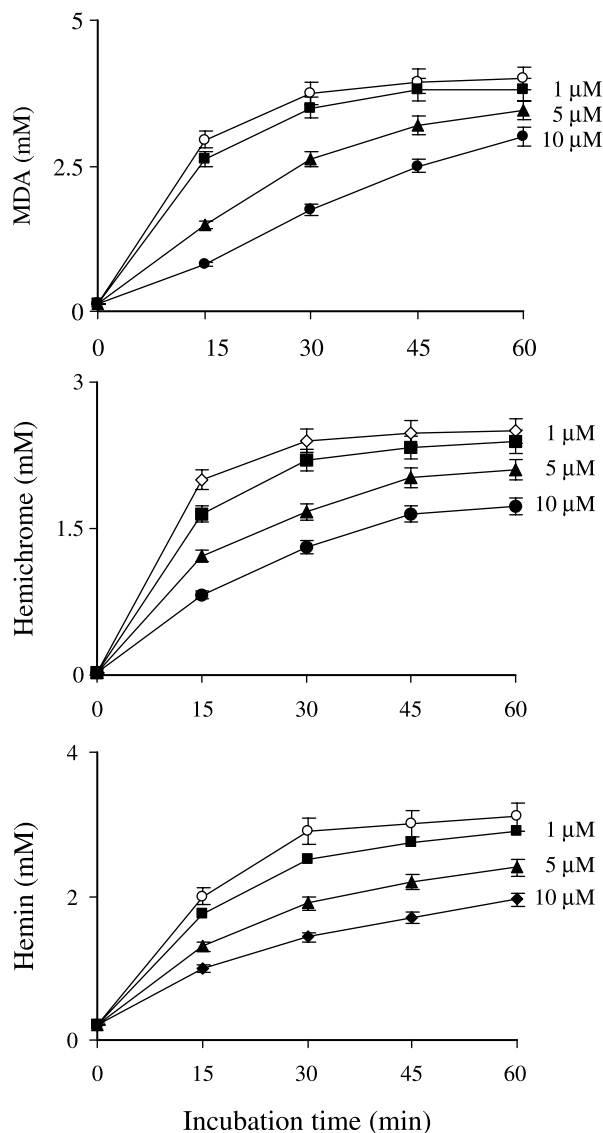 5
2.5
0
MDA (mM)
1 μM
5 μM
10 μM
0 15 30 45 60
3
1.5
0
Hemichrome (mM)
1 μM
5 μM
10 μM
0 15 30 45 60
4
2
0
Hemin (mM)
1 μM
5 μM
10 μM
0 15 30 45 60
Incubation time (min)